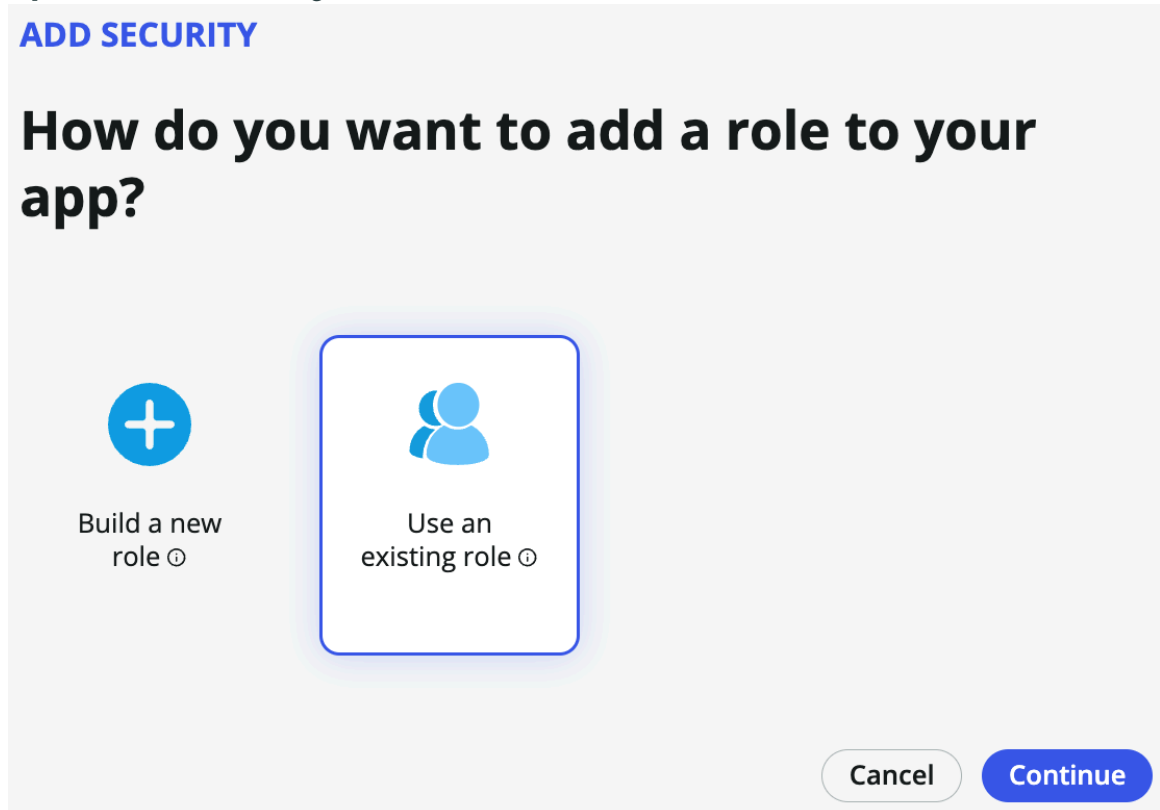 ADD SECURITY
How do you want to add a role to your
app?
Build a new
role
Use an
existing role
Cancel
Continue